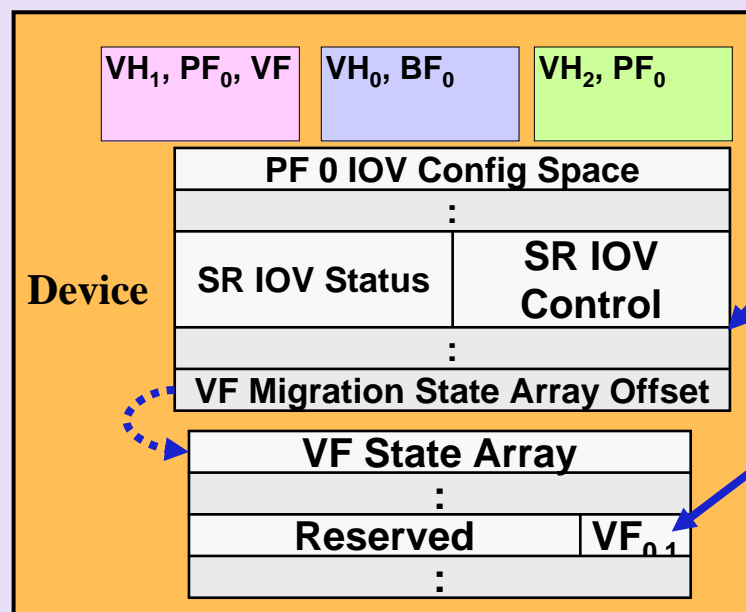 VH₁, PF₀, VF
VH₀, BF₀
VH₂, PF₀
PF 0 IOV Config Space
:
Device
SR IOV Status
SR IOV
Control
:
VF Migration State Array Offset
VF State Array
:
Reserved
VF₀,₁
: